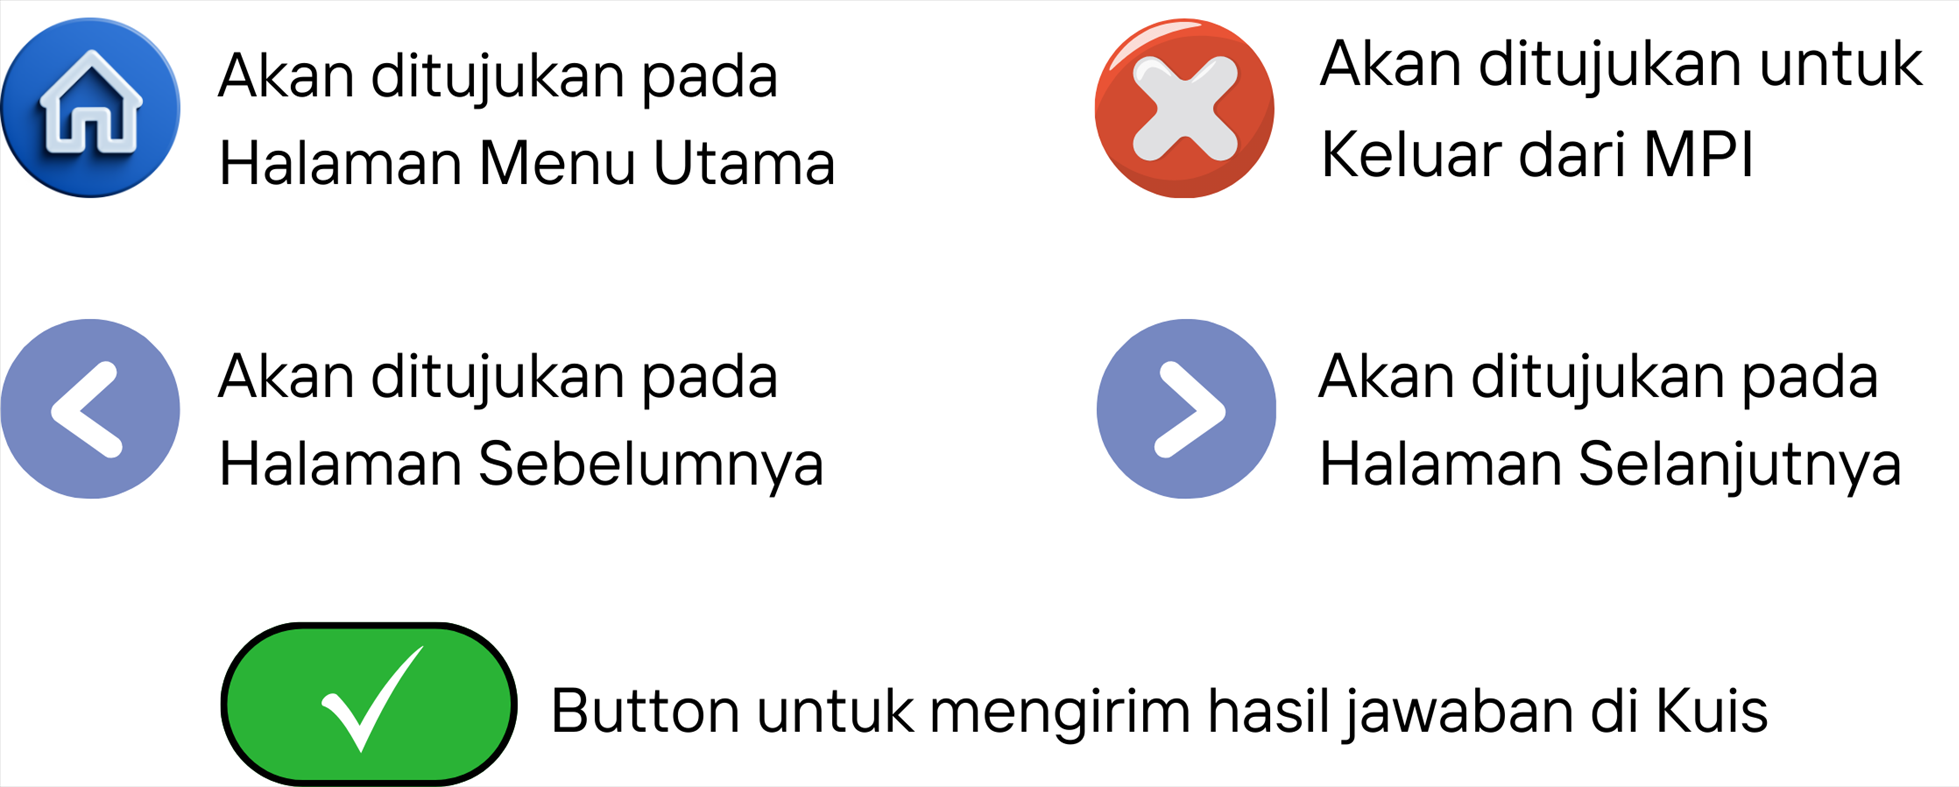 Akan ditujukan pada
Halaman Menu Utama
Akan ditujukan untuk
Keluar dari MPI
Akan ditujukan pada
Halaman Sebelumnya
Akan ditujukan pada
Halaman Selanjutnya
Button untuk mengirim hasil jawaban di Kuis